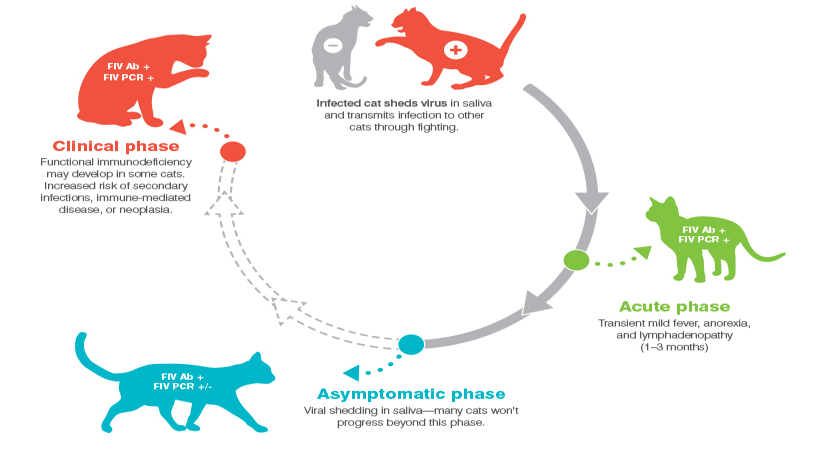 FIV Ab +
FIV PCR +
Clinical phase
Functional immunodeficiency
may develop in some cats.
Increased risk of secondary
infections, immune-mediated
disease, or neoplasia.
−
+
Infected cat sheds virus in saliva
and transmits infection to other
cats through fighting.
FIV Ab +
FIV PCR +
Acute phase
Transient mild fever, anorexia,
and lymphadenopathy
(1–3 months)
FIV Ab +
FIV PCR +/-
Asymptomatic phase
Viral shedding in saliva—many cats won't
progress beyond this phase.